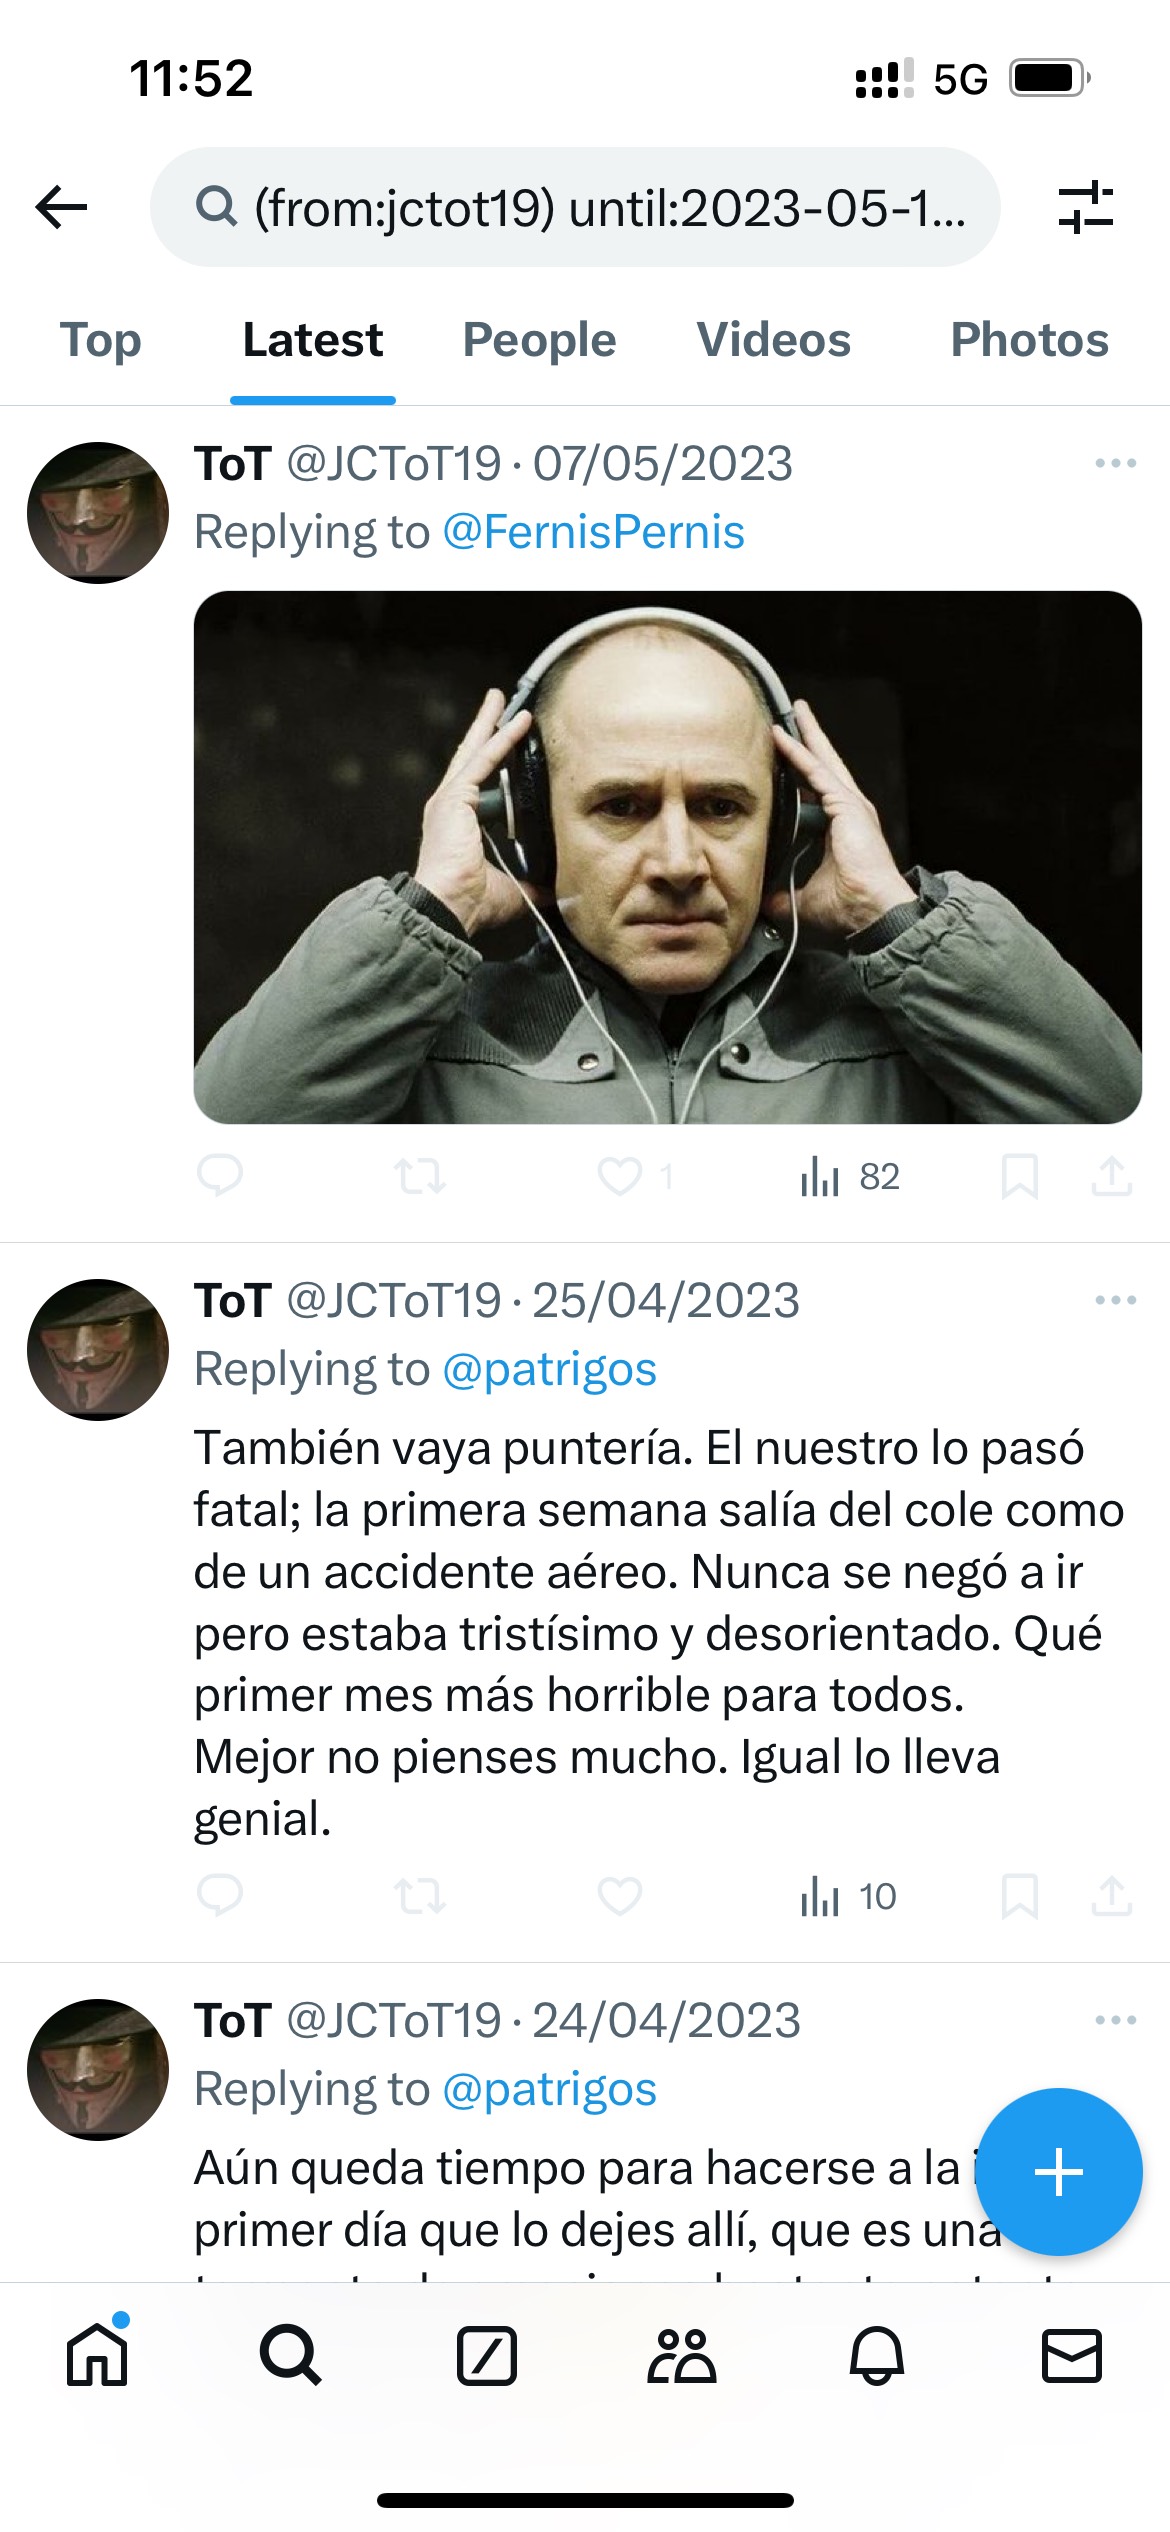 11:52
5G
(from:jctot19) until:2023-05-1...
Top Latest People Videos Photos
ToT @JCToT19 · 07/05/2023
Replying to @FernisPernis
1 82
ToT @JCToT19 · 25/04/2023
Replying to @patrigos
También vaya puntería. El nuestro lo pasó
fatal; la primera semana salía del cole como
de un accidente aéreo. Nunca se negó a ir
pero estaba tristísimo y desorientado. Qué
primer mes más horrible para todos.
Mejor no pienses mucho. Igual lo lleva
genial.
10
ToT @JCToT19 · 24/04/2023
Replying to @patrigos
Aún queda tiempo para hacerse a la
primer día que lo dejes allí, que es una